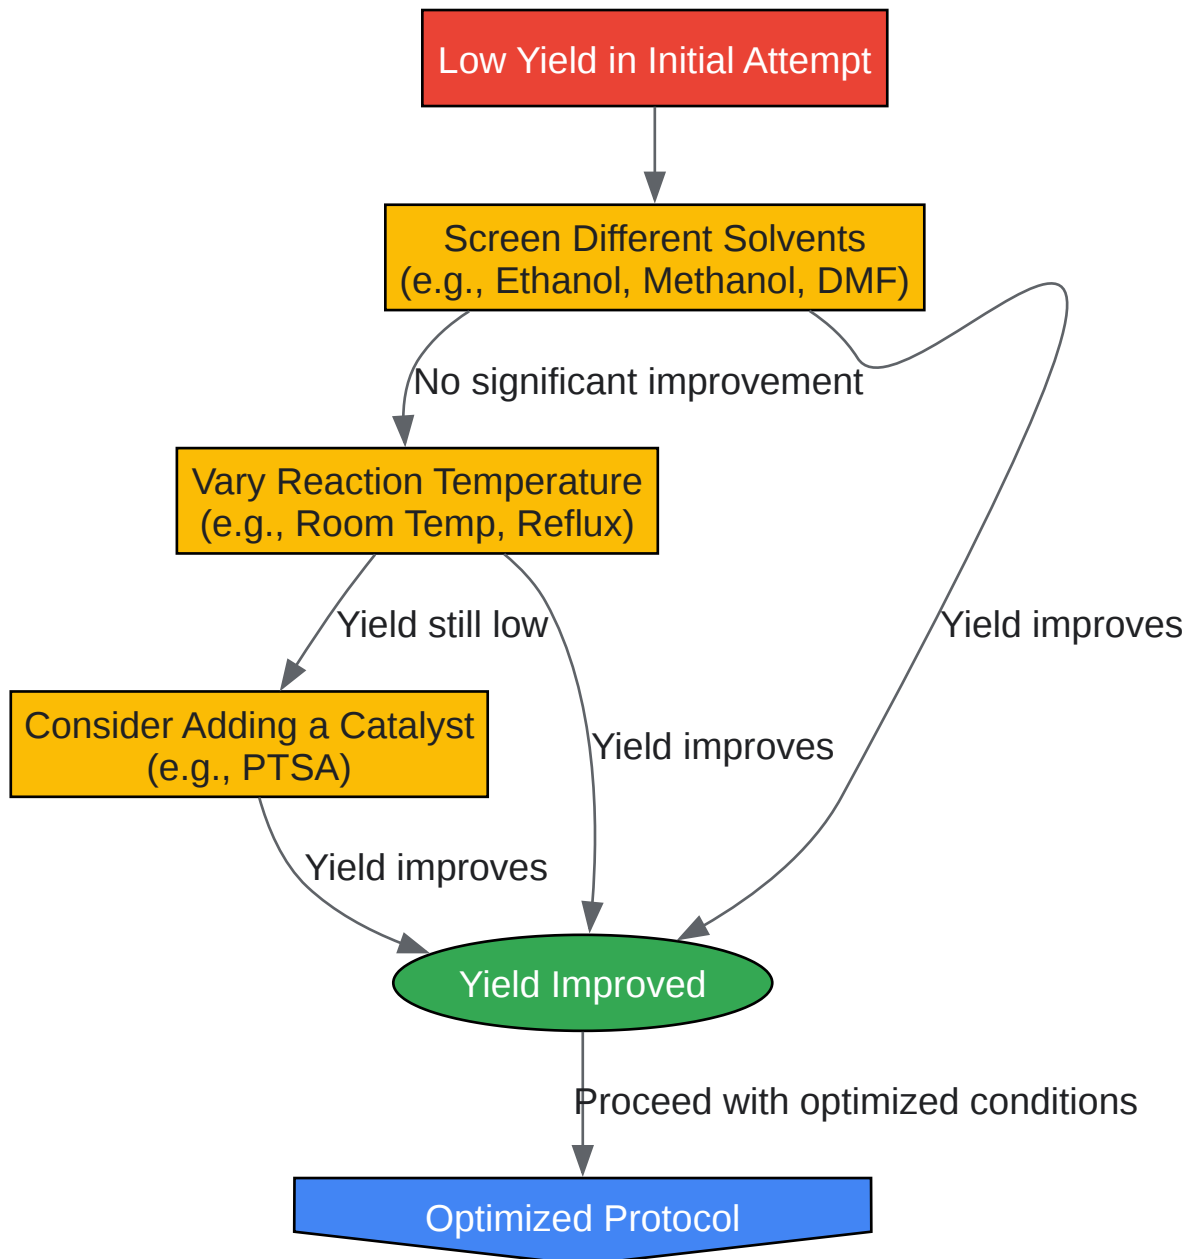 Low Yield in Initial Attempt
Screen Different Solvents
(e.g., Ethanol, Methanol, DMF)
No significant improvement
Vary Reaction Temperature
(e.g., Room Temp, Reflux)
Yield still low
Yield improves
Consider Adding a Catalyst
(e.g., PTSA)
Yield improves
Yield improves
Yield Improved
Proceed with optimized conditions
Optimized Protocol